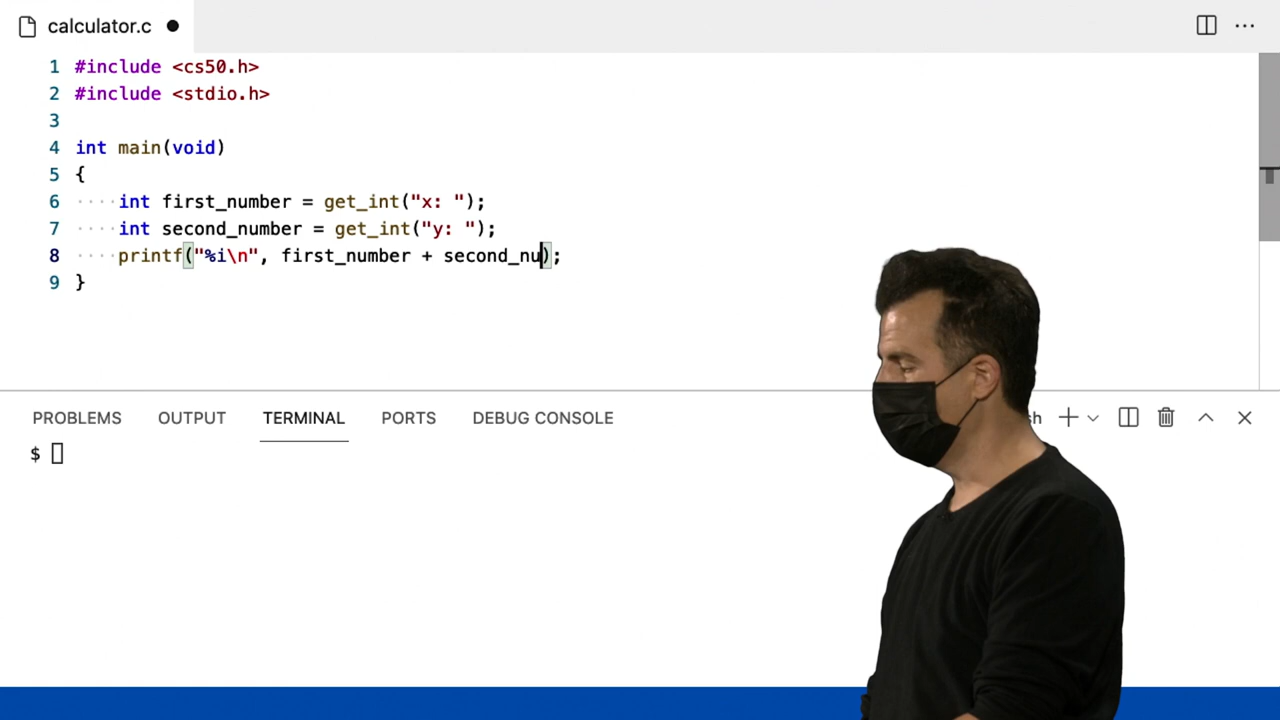 calculator.c
1 #include <cs50.h>
2 #include <stdio.h>
3
4 int main(void)
5 {
6 ····int first_number = get_int("x: ");
7 ····int second_number = get_int("y: ");
8 ····printf("%i\n", first_number + second_nu);
9 }
PROBLEMS OUTPUT TERMINAL PORTS DEBUG CONSOLE sh
$